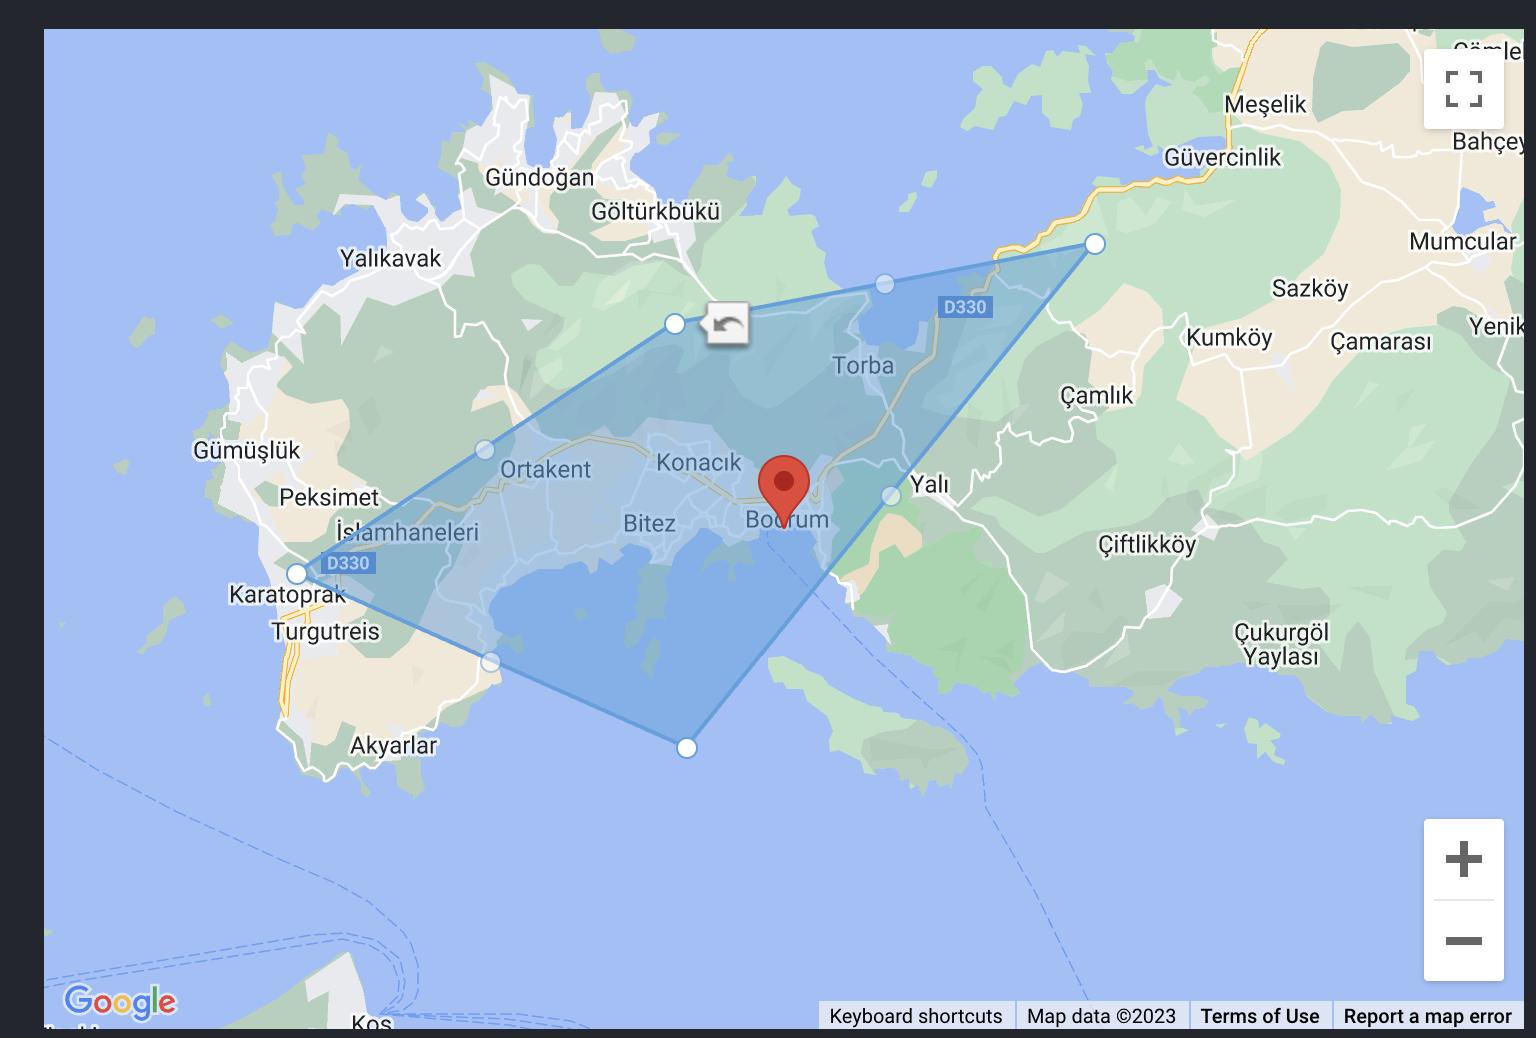 Meşelik
Güvercinlik
Gündoğan
Göltürkbükü
Mumcular
Yalıkavak
Sazköy
D330
Kumköy
Çamarası
Torba
Çamlık
Gümüşlük
Konacık
Ortakent
Yalı
Peksimet
Bitez
Bodrum
İslamhaneleri
Çiftlikköy
D330
Karatoprak
Turgutreis
Çukurgöl
Yaylası
Akyarlar
Google
Kos
Keyboard shortcuts
Map data ©2023
Terms of Use
Report a map error